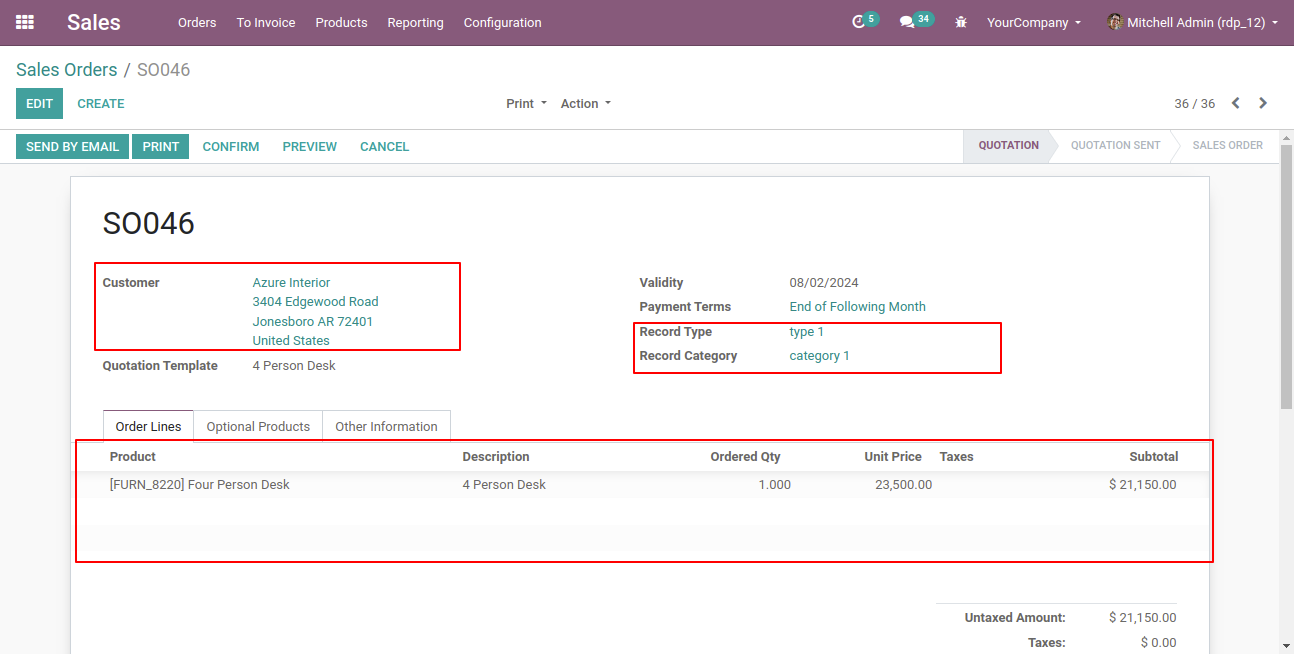 Sales Orders To Invoice Products Reporting Configuration 5 34 YourCompany Mitchell Admin (rdp_12)
Sales Orders / SO046
EDIT CREATE Print Action 36 / 36
SEND BY EMAIL PRINT CONFIRM PREVIEW CANCEL QUOTATION QUOTATION SENT SALES ORDER
SO046
Customer Azure Interior
3404 Edgewood Road
Jonesboro AR 72401
United States
Quotation Template 4 Person Desk
Validity 08/02/2024
Payment Terms End of Following Month
Record Type type 1
Record Category category 1
Order Lines Optional Products Other Information
Product Description Ordered Qty Unit Price Taxes Subtotal
[FURN_8220] Four Person Desk 4 Person Desk 1.000 23,500.00 $ 21,150.00
Untaxed Amount: $ 21,150.00
Taxes: $ 0.00